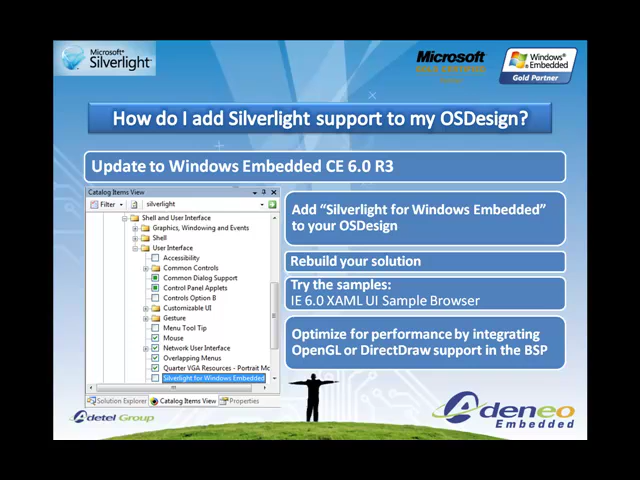 Microsoft®
Silverlight™
Microsoft
GOLD CERTIFIED
Windows®
Embedded
Gold Partner
How do I add Silverlight support to my OSDesign?
Update to Windows Embedded CE 6.0 R3
Catalog Items View
Filter
silverlight
Shell and User Interface
Graphics, Windowing and Events
Shell
User Interface
Accessibility
Common Controls
Common Dialog Support
Control Panel Applets
Controls Option B
Customizable UI
Gesture
Menu Tool Tip
Mouse
Network User Interface
Overlapping Menus
Quarter VGA Resources - Portrait Mo
Silverlight for Windows Embedded
Solution Explorer
Catalog Items View
Properties
Add “Silverlight for Windows Embedded”
to your OSDesign
Rebuild your solution
Try the samples:
IE 6.0 XAML UI Sample Browser
Optimize for performance by integrating
OpenGL or DirectDraw support in the BSP
Adetel Group
Adeneo
Embedded